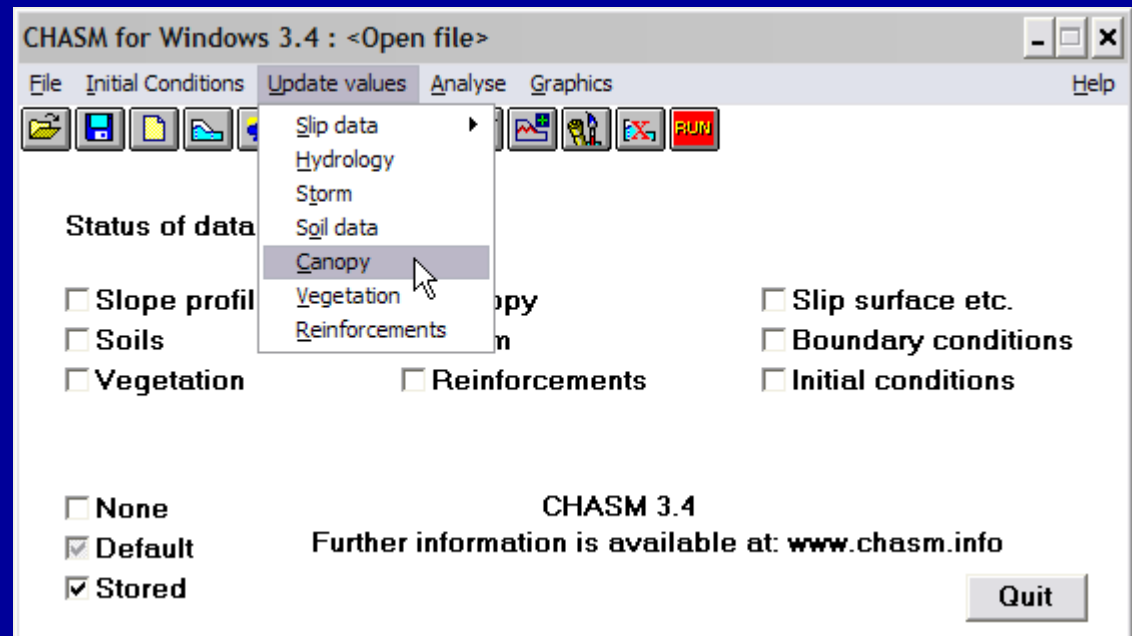 CHASM for Windows 3.4 : <Open file>
File Initial Conditions Update values Analyse Graphics Help
RUN
Slip data
Hydrology
Storm
Status of data
Soil data
Canopy
Slope profil opy Slip surface etc.
Vegetation
Soils m Boundary conditions
Reinforcements
Vegetation Reinforcements Initial conditions
None CHASM 3.4
Default Further information is available at: www.chasm.info
Stored
Quit